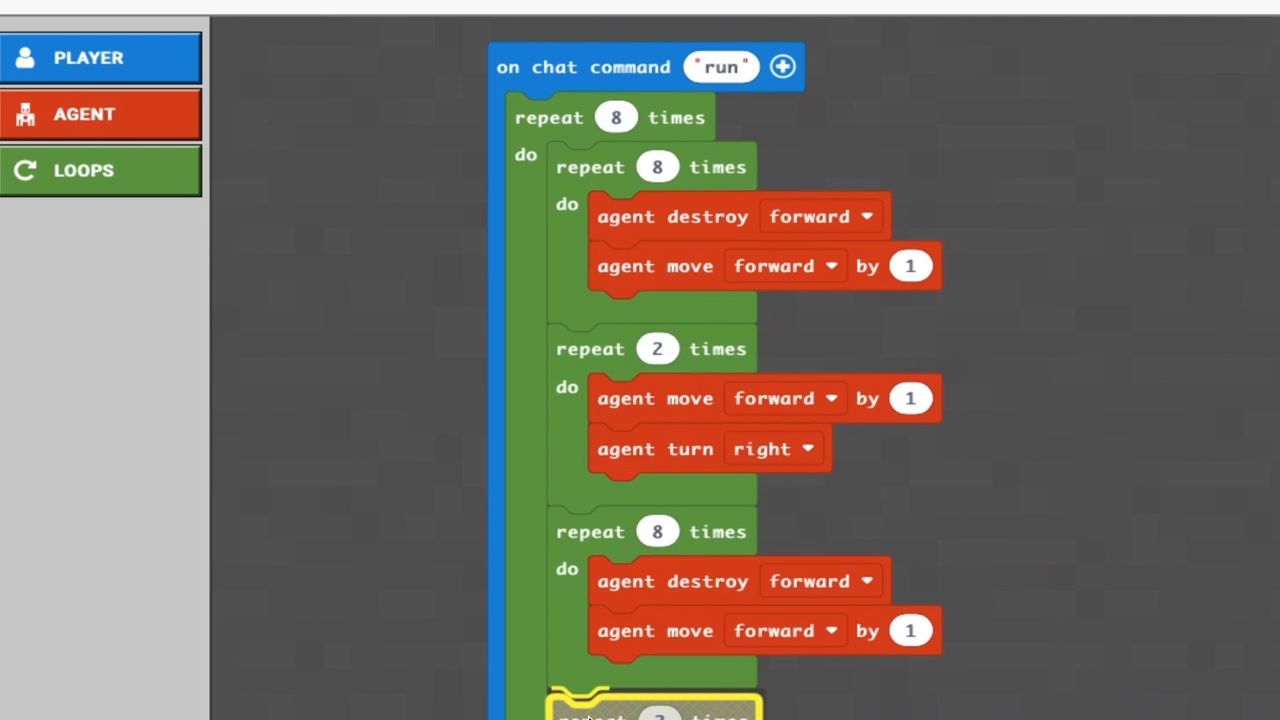 PLAYER
AGENT
LOOPS
on chat command "run"
repeat 8 times
do
repeat 8 times
do
agent destroy forward
agent move forward by 1
repeat 2 times
do
agent move forward by 1
agent turn right
repeat 8 times
do
agent destroy forward
agent move forward by 1
repeat times